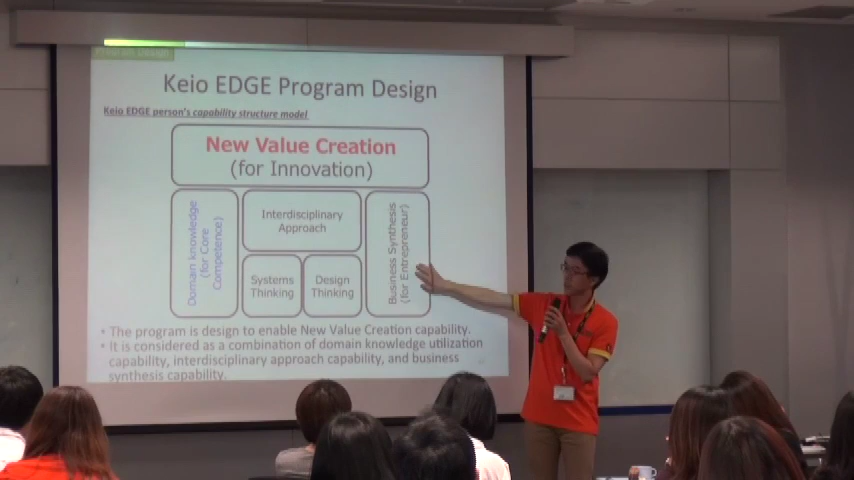 Program Design
Keio EDGE Program Design
Keio EDGE person's capability structure model
New Value Creation
(for Innovation)
Domain knowledge
(for Core
Competence)
Interdisciplinary
Approach
Systems
Thinking
Design
Thinking
Business Synthesis
(for Entrepreneur)
• The program is design to enable New Value Creation capability.
• It is considered as a combination of domain knowledge utilization
capability, interdisciplinary approach capability, and business
synthesis capability.